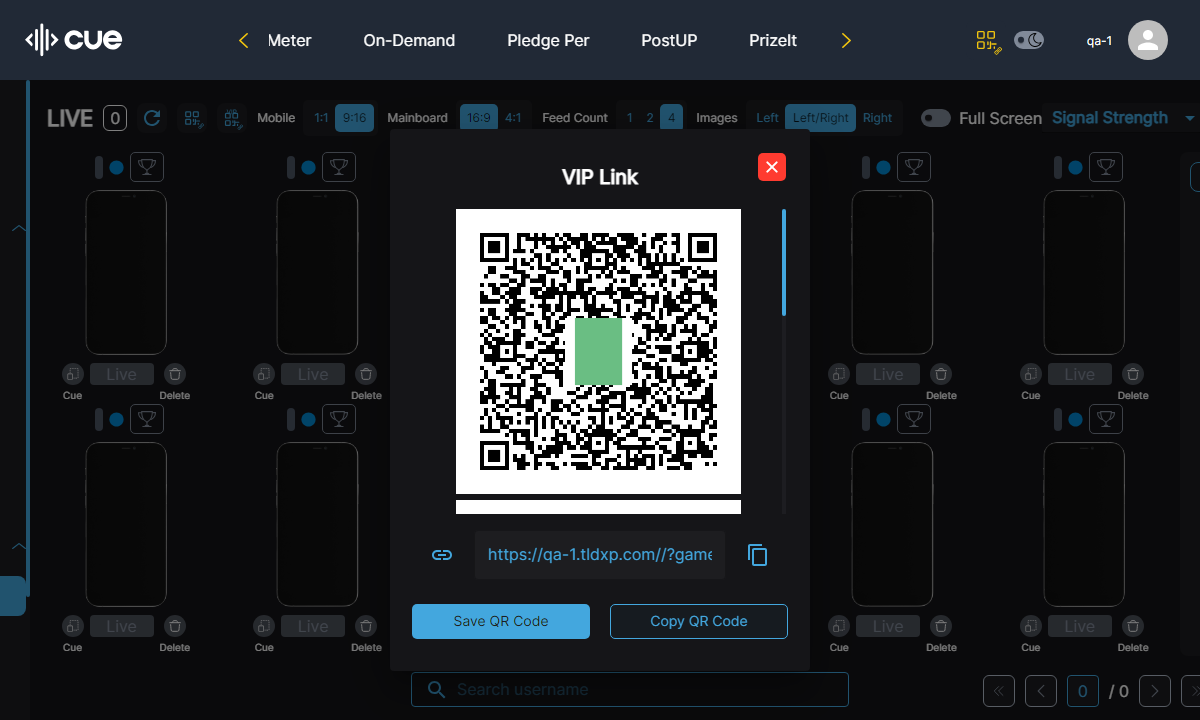 cue
Meter On-Demand Pledge Per PostUP PrizeIt
qa-1
LIVE 0 Mobile 1:1 9:16 Mainboard 16:9 4:1 Feed Count 1 2 4 Images Left Left/Right Right Full Screen Signal Strength
VIP Link
Live Live Live Live
Cue Delete Cue Delete Cue Delete Cue Delete
https://qa-1.tldxp.com//?game
Save QR Code Copy QR Code
Live Live Live Live
Cue Delete Cue Delete Cue Delete Cue Delete
Search username
0 / 0